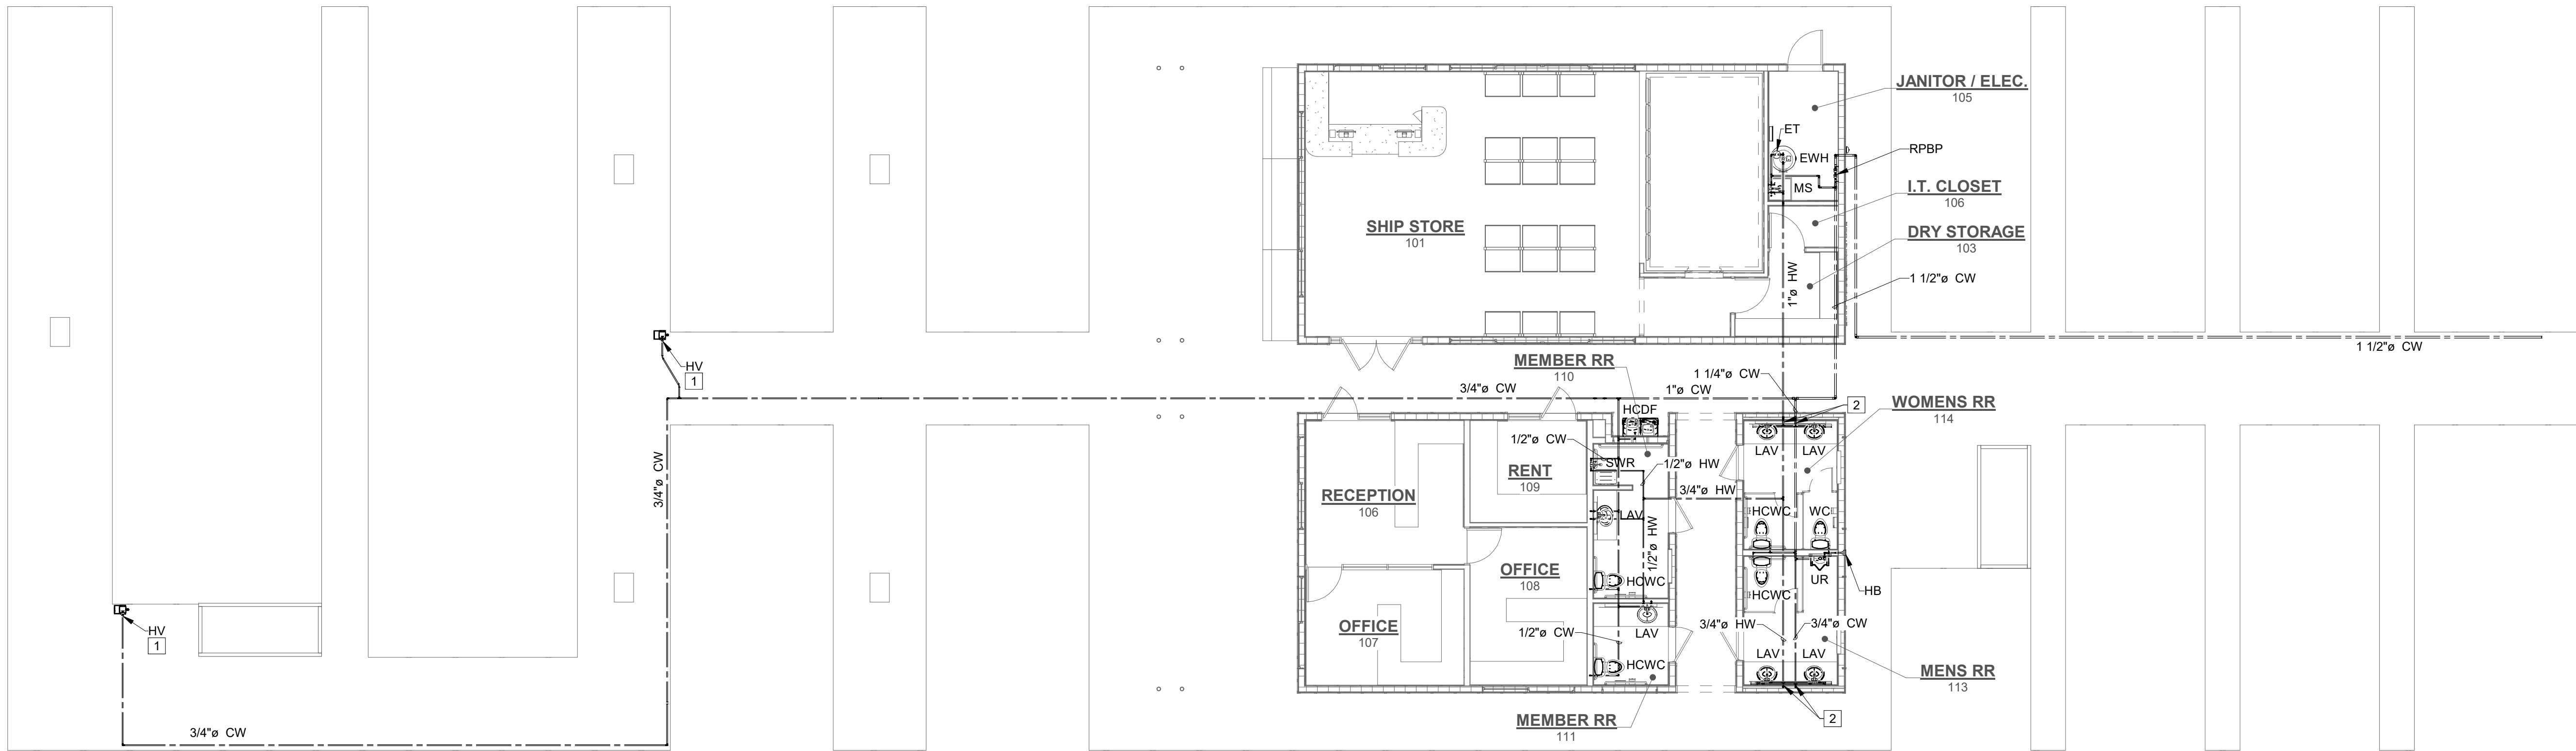 JANITOR / ELEC.
105
ET
EWH
RPBP
MS
I.T. CLOSET
106
DRY STORAGE
103
SHIP STORE
101
1"ø HW
1 1/2"ø CW
1 1/2"ø CW
HV
1
MEMBER RR
110
1 1/4"ø CW
3/4"ø CW
1"ø CW
HCDF
2
WOMENS RR
114
1/2"ø CW
SWR
1/2"ø HW
LAV
LAV
RENT
109
3/4"ø HW
3/4"ø CW
RECEPTION
106
LAV
HCWC
WC
1/2"ø HW
OFFICE
108
HCWC
UR
HCWC
HB
HV
1
OFFICE
107
1/2"ø CW
LAV
3/4"ø HW
3/4"ø CW
LAV
LAV
HCWC
MENS RR
113
3/4"ø CW
MEMBER RR
111
2